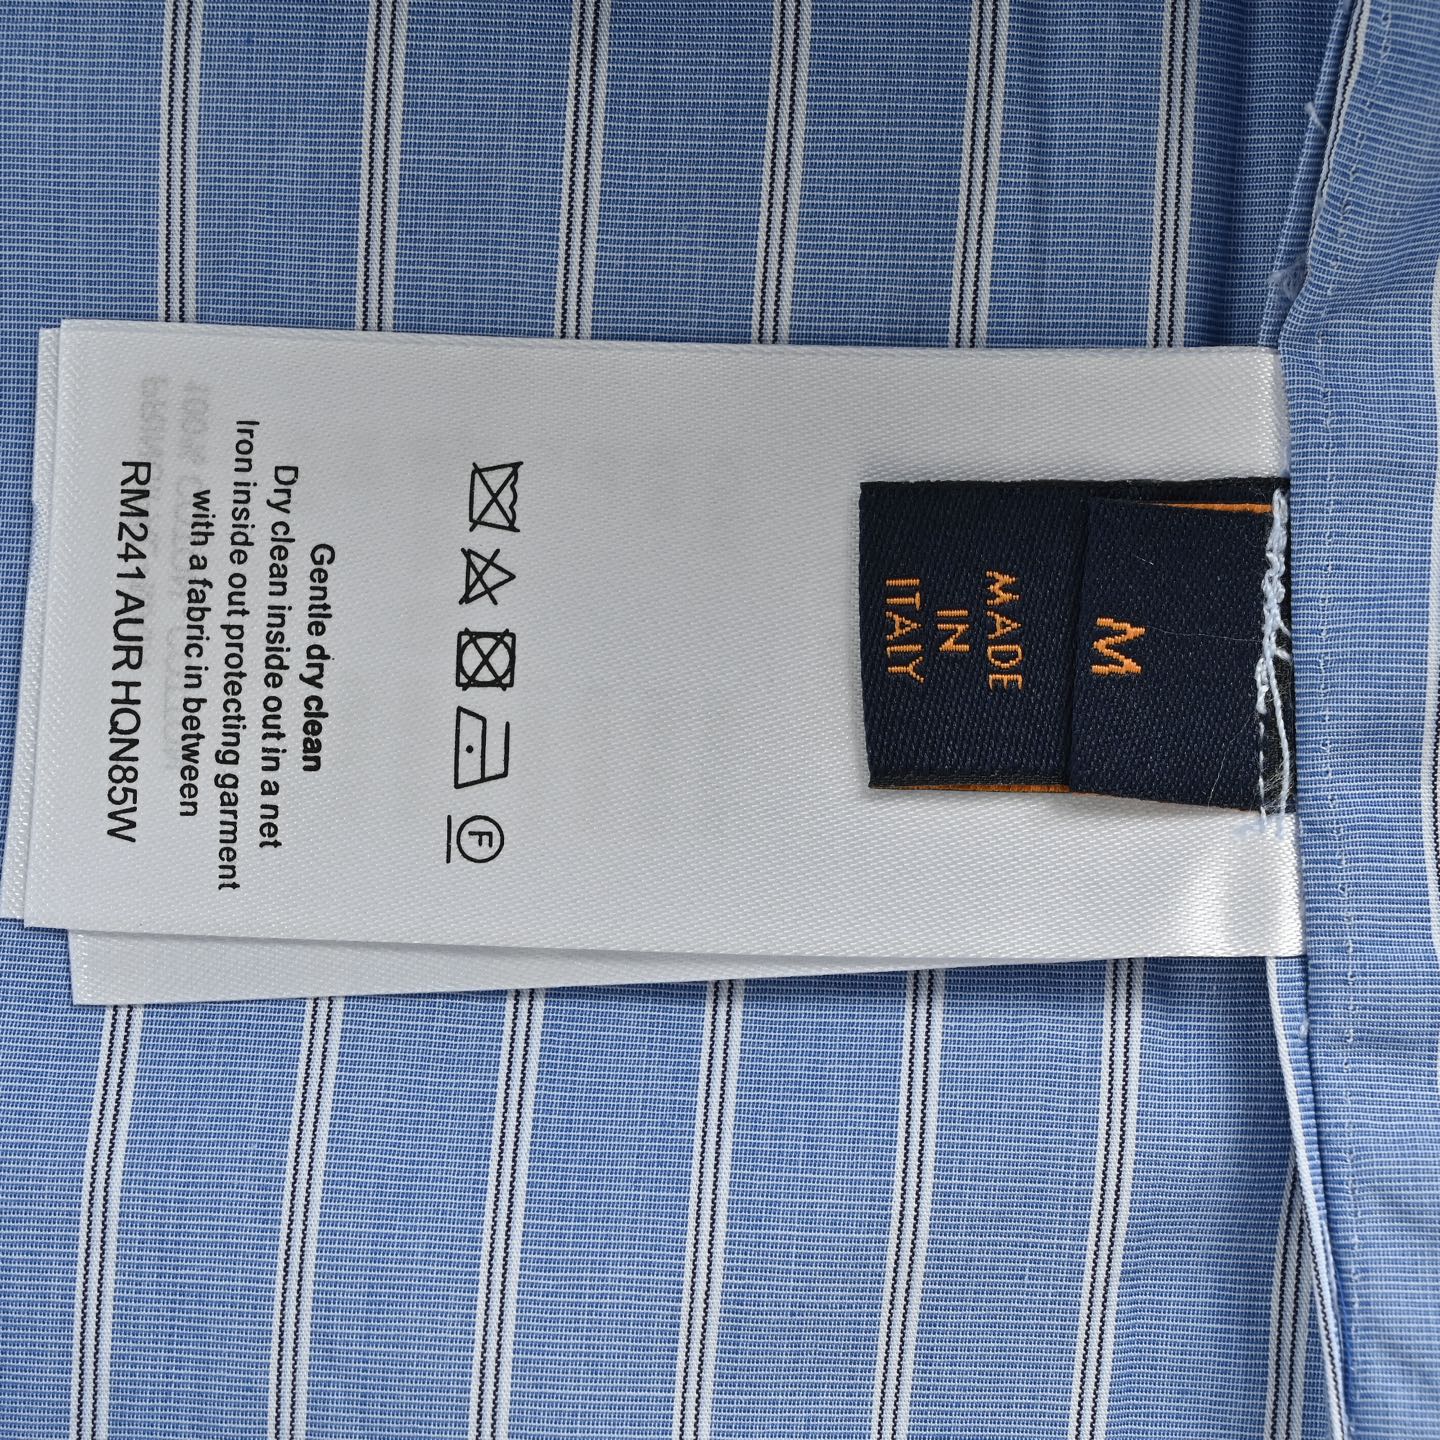 M
MADE
IN
ITALY
F
Gentle dry clean
Dry clean inside out in a net
Iron inside out protecting garment
with a fabric in between
RM241 AUR HQN85W